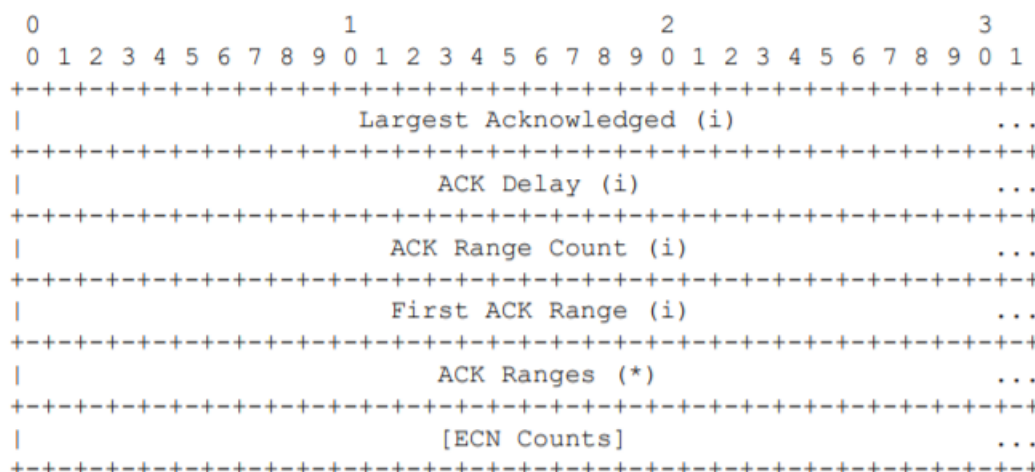 0                   1                   2                   3
0 1 2 3 4 5 6 7 8 9 0 1 2 3 4 5 6 7 8 9 0 1 2 3 4 5 6 7 8 9 0 1
+-+-+-+-+-+-+-+-+-+-+-+-+-+-+-+-+-+-+-+-+-+-+-+-+-+-+-+-+-+-+-+-+
| Largest Acknowledged (i) ...
+-+-+-+-+-+-+-+-+-+-+-+-+-+-+-+-+-+-+-+-+-+-+-+-+-+-+-+-+-+-+-+-+
| ACK Delay (i) ...
+-+-+-+-+-+-+-+-+-+-+-+-+-+-+-+-+-+-+-+-+-+-+-+-+-+-+-+-+-+-+-+-+
| ACK Range Count (i) ...
+-+-+-+-+-+-+-+-+-+-+-+-+-+-+-+-+-+-+-+-+-+-+-+-+-+-+-+-+-+-+-+-+
| First ACK Range (i) ...
+-+-+-+-+-+-+-+-+-+-+-+-+-+-+-+-+-+-+-+-+-+-+-+-+-+-+-+-+-+-+-+-+
| ACK Ranges (*) ...
+-+-+-+-+-+-+-+-+-+-+-+-+-+-+-+-+-+-+-+-+-+-+-+-+-+-+-+-+-+-+-+-+
| [ECN Counts] ...
+-+-+-+-+-+-+-+-+-+-+-+-+-+-+-+-+-+-+-+-+-+-+-+-+-+-+-+-+-+-+-+-+